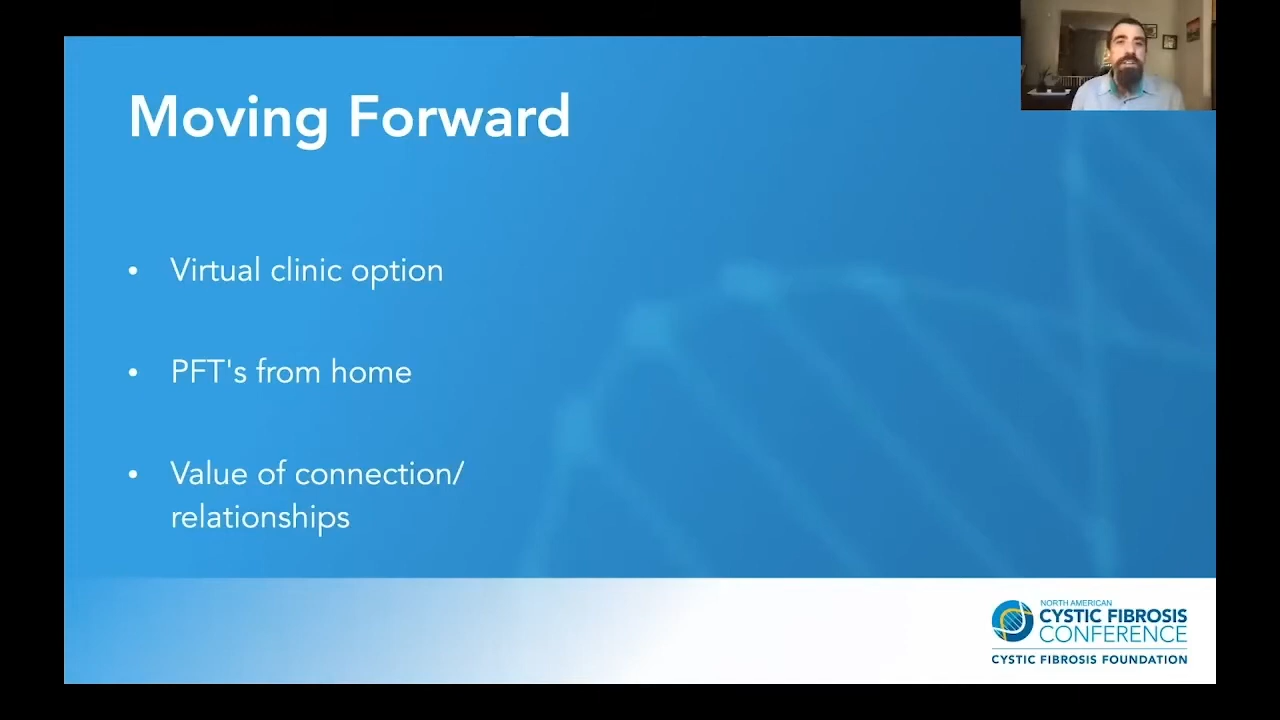 Moving Forward
• Virtual clinic option
• PFT's from home
• Value of connection/
relationships
NORTH AMERICAN
CYSTIC FIBROSIS
CONFERENCE
CYSTIC FIBROSIS FOUNDATION